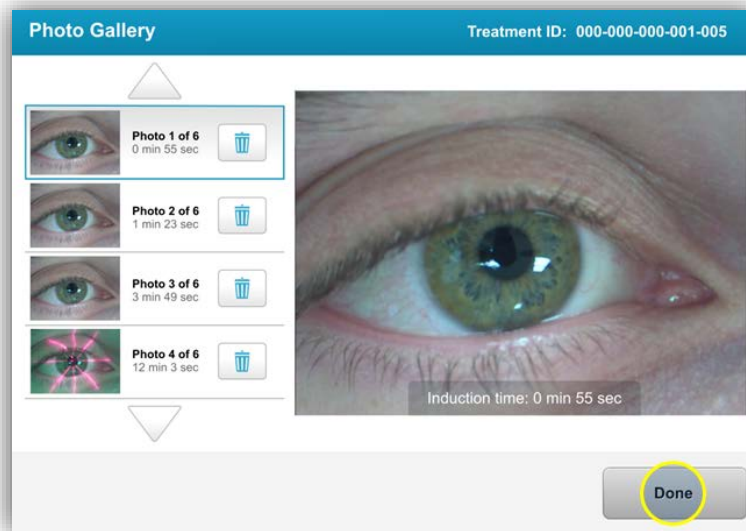 Photo Gallery
Treatment ID: 000-000-000-001-005
Photo 1 of 6
0 min 55 sec
Photo 2 of 6
1 min 23 sec
Photo 3 of 6
3 min 49 sec
Photo 4 of 6
12 min 3 sec
Induction time: 0 min 55 sec
Done